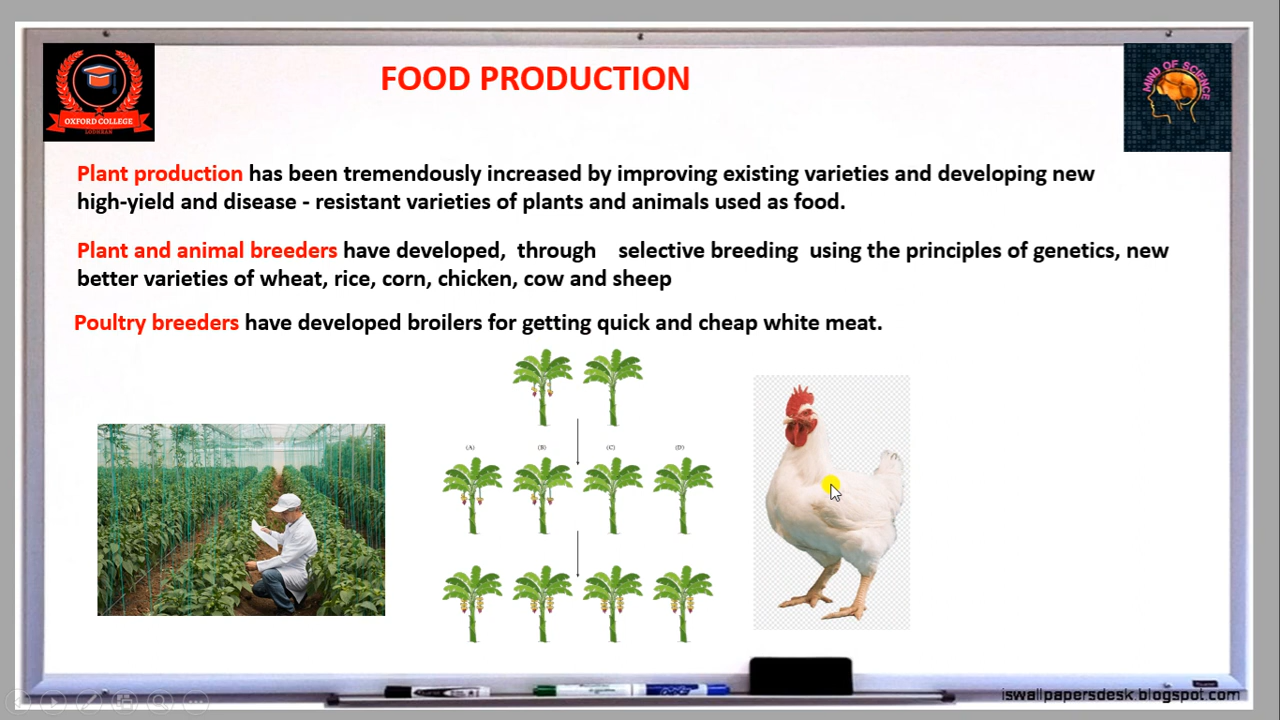 FOOD PRODUCTION
OXFORD COLLEGE
LODHRAN
MIND OF SCIENCE
Plant production has been tremendously increased by improving existing varieties and developing new
high-yield and disease - resistant varieties of plants and animals used as food.
Plant and animal breeders have developed, through selective breeding using the principles of genetics, new
better varieties of wheat, rice, corn, chicken, cow and sheep
Poultry breeders have developed broilers for getting quick and cheap white meat.
(A) (B) (C) (D)
iswallpapersdesk.blogspot.com